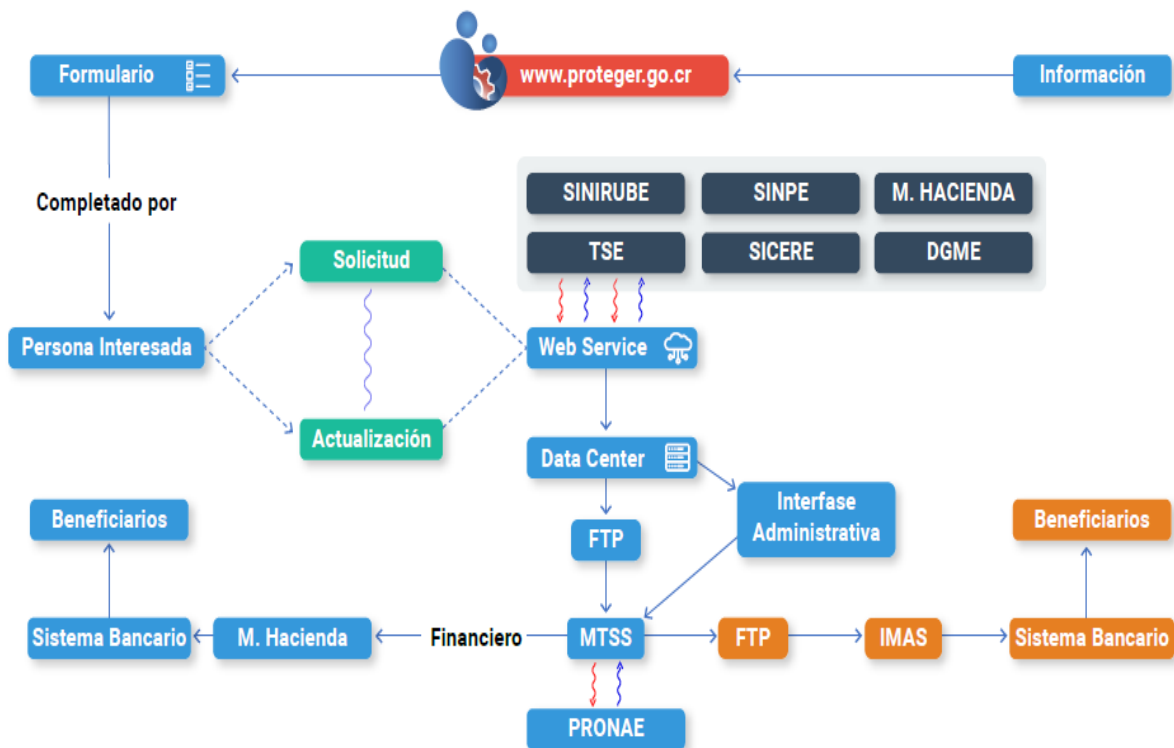 Formulario
www.proteger.go.cr
Información
Completado por
SINIRUBE
SINPE
M. HACIENDA
TSE
SICERE
DGME
Solicitud
Persona Interesada
Web Service
Actualización
Data Center
Interfase
Administrativa
Beneficiarios
FTP
Beneficiarios
Sistema Bancario
M. Hacienda
Financiero
MTSS
FTP
IMAS
Sistema Bancario
PRONAE